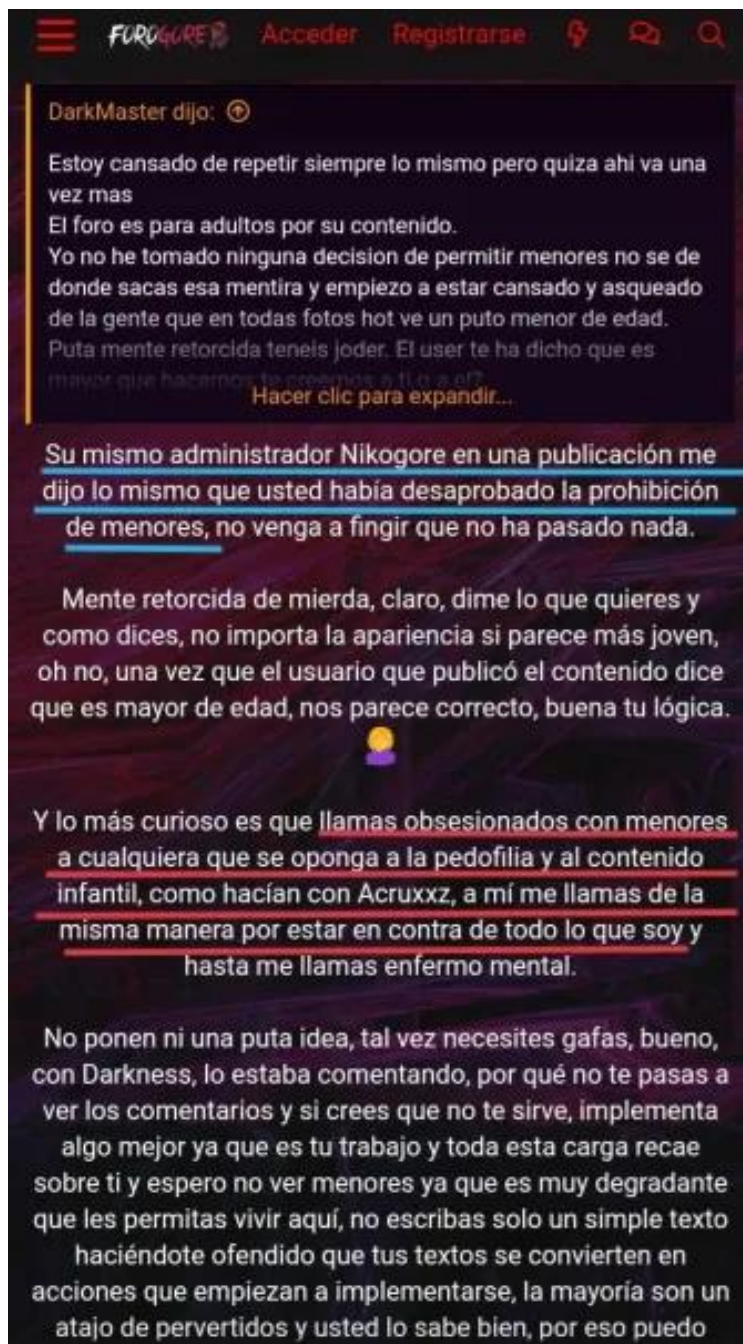 FOROGORE Acceder Registrarse
DarkMaster dijo:
Estoy cansado de repetir siempre lo mismo pero quiza ahi va una
vez mas
El foro es para adultos por su contenido.
Yo no he tomado ninguna decision de permitir menores no se de
donde sacas esa mentira y empiezo a estar cansado y asqueado
de la gente que en todas fotos hot ve un puto menor de edad.
Puta mente retorcida teneis joder. El user te ha dicho que es
mayor que hacemos te creemos a ti o a el?
Hacer clic para expandir...
Su mismo administrador Nikogore en una publicación me
dijo lo mismo que usted había desaprobado la prohibición
de menores, no venga a fingir que no ha pasado nada.
Mente retorcida de mierda, claro, dime lo que quieres y
como dices, no importa la apariencia si parece más joven,
oh no, una vez que el usuario que publicó el contenido dice
que es mayor de edad, nos parece correcto, buena tu lógica.
Y lo más curioso es que llamas obsesionados con menores
a cualquiera que se oponga a la pedofilia y al contenido
infantil, como hacían con Acruxxz, a mí me llamas de la
misma manera por estar en contra de todo lo que soy y
hasta me llamas enfermo mental.
No ponen ni una puta idea, tal vez necesites gafas, bueno,
con Darkness, lo estaba comentando, por qué no te pasas a
ver los comentarios y si crees que no te sirve, implementa
algo mejor ya que es tu trabajo y toda esta carga recae
sobre ti y espero no ver menores ya que es muy degradante
que les permitas vivir aquí, no escribas solo un simple texto
haciéndote ofendido que tus textos se convierten en
acciones que empiezan a implementarse, la mayoría son un
atajo de pervertidos y usted lo sabe bien, por eso puedo